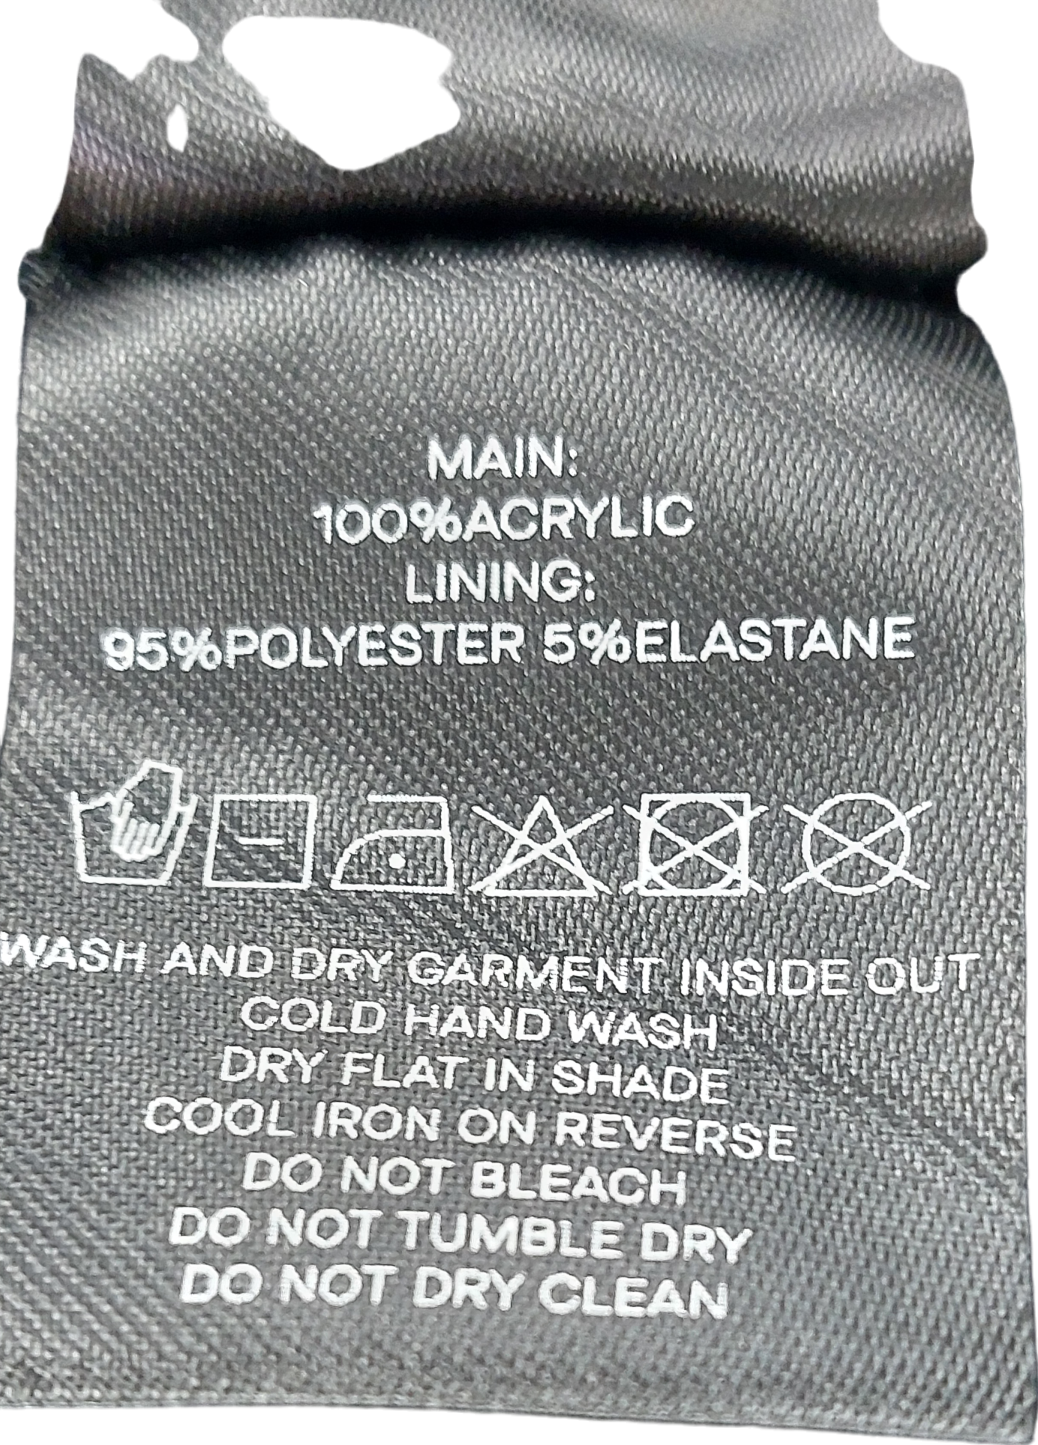 MAIN:
100%ACRYLIC
LINING:
95%POLYESTER 5%ELASTANE
WASH AND DRY GARMENT INSIDE OUT
COLD HAND WASH
DRY FLAT IN SHADE
COOL IRON ON REVERSE
DO NOT BLEACH
DO NOT TUMBLE DRY
DO NOT DRY CLEAN